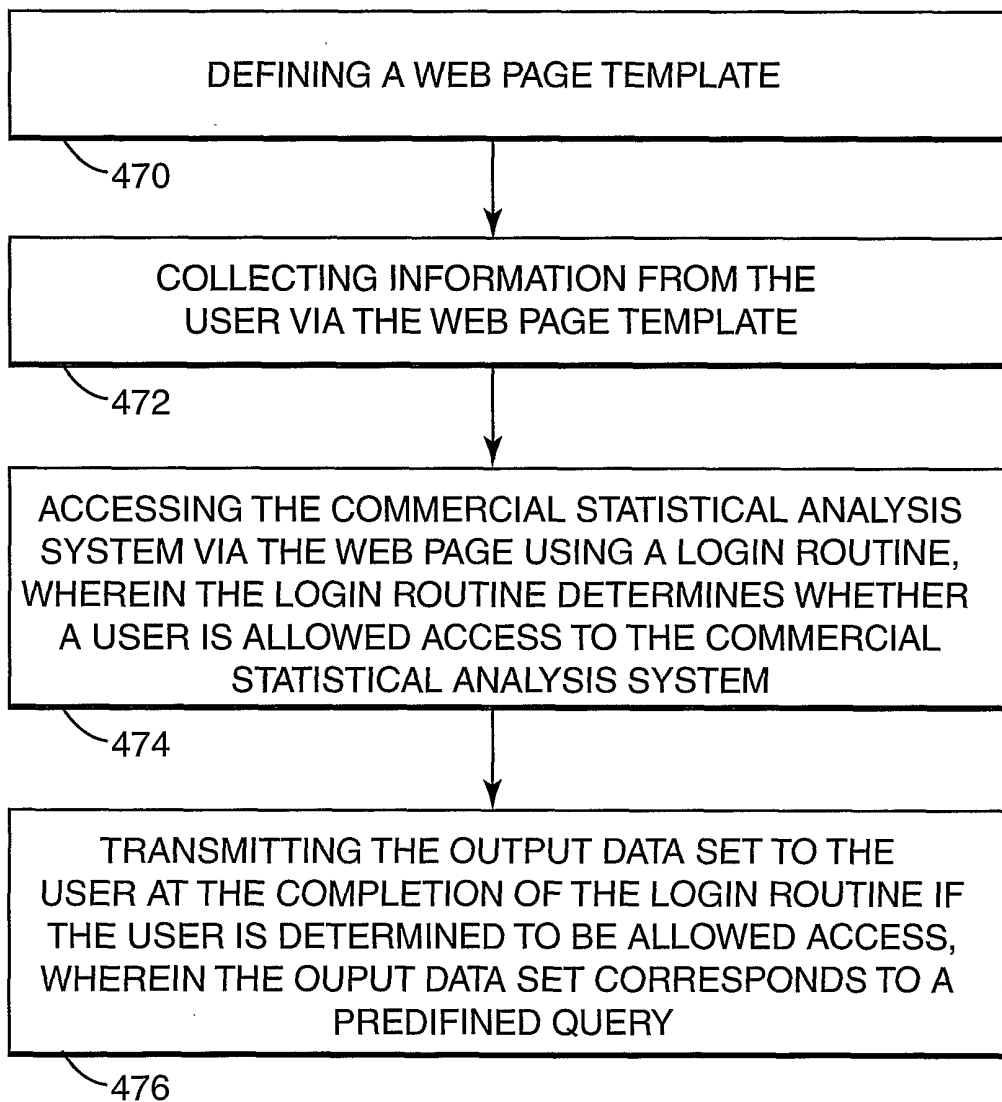 DEFINING A WEB PAGE TEMPLATE
470
COLLECTING INFORMATION FROM THE
USER VIA THE WEB PAGE TEMPLATE
472
ACCESSING THE COMMERCIAL STATISTICAL ANALYSIS
SYSTEM VIA THE WEB PAGE USING A LOGIN ROUTINE,
WHEREIN THE LOGIN ROUTINE DETERMINES WHETHER
A USER IS ALLOWED ACCESS TO THE COMMERCIAL
STATISTICAL ANALYSIS SYSTEM
474
TRANSMITTING THE OUTPUT DATA SET TO THE
USER AT THE COMPLETION OF THE LOGIN ROUTINE IF
THE USER IS DETERMINED TO BE ALLOWED ACCESS,
WHEREIN THE OUPUT DATA SET CORRESPONDS TO A
PREDIFINED QUERY
476